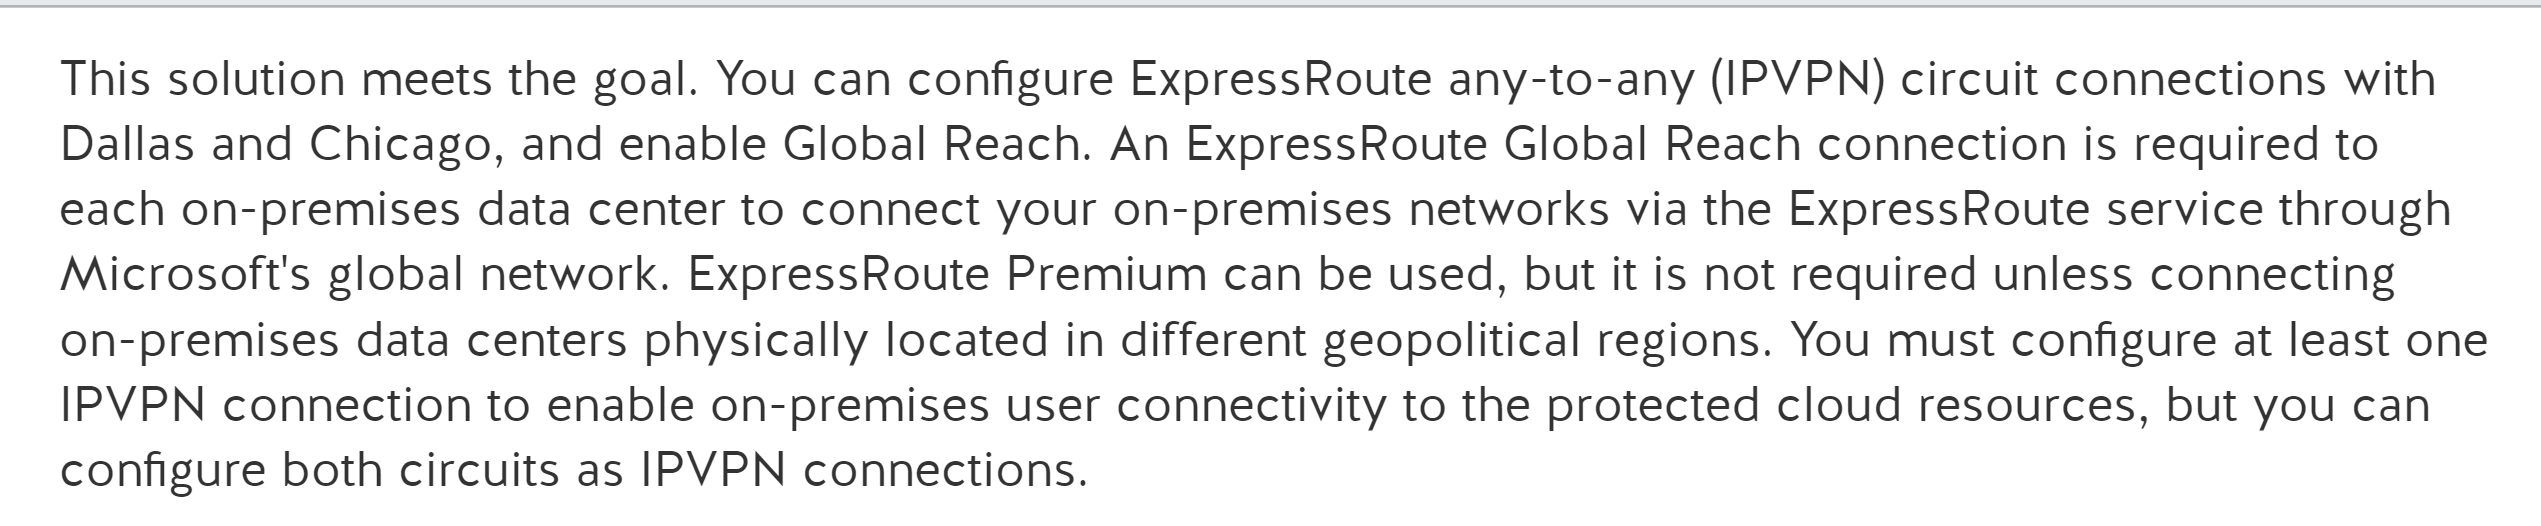 This solution meets the goal. You can configure ExpressRoute any-to-any (IPVPN) circuit connections with
Dallas and Chicago, and enable Global Reach. An ExpressRoute Global Reach connection is required to
each on-premises data center to connect your on-premises networks via the ExpressRoute service through
Microsoft's global network. ExpressRoute Premium can be used, but it is not required unless connecting
on-premises data centers physically located in different geopolitical regions. You must configure at least one
IPVPN connection to enable on-premises user connectivity to the protected cloud resources, but you can
configure both circuits as IPVPN connections.